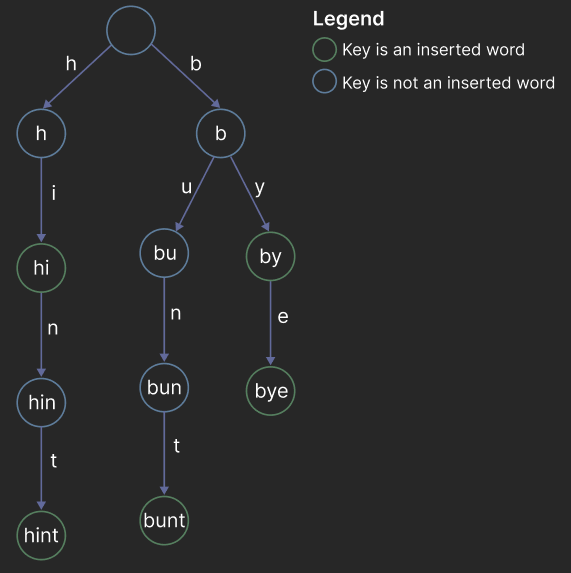 Legend
Key is an inserted word
Key is not an inserted word
h
b
h
b
i
u
y
hi
bu
by
n
n
e
hin
bun
bye
t
t
hint
bunt